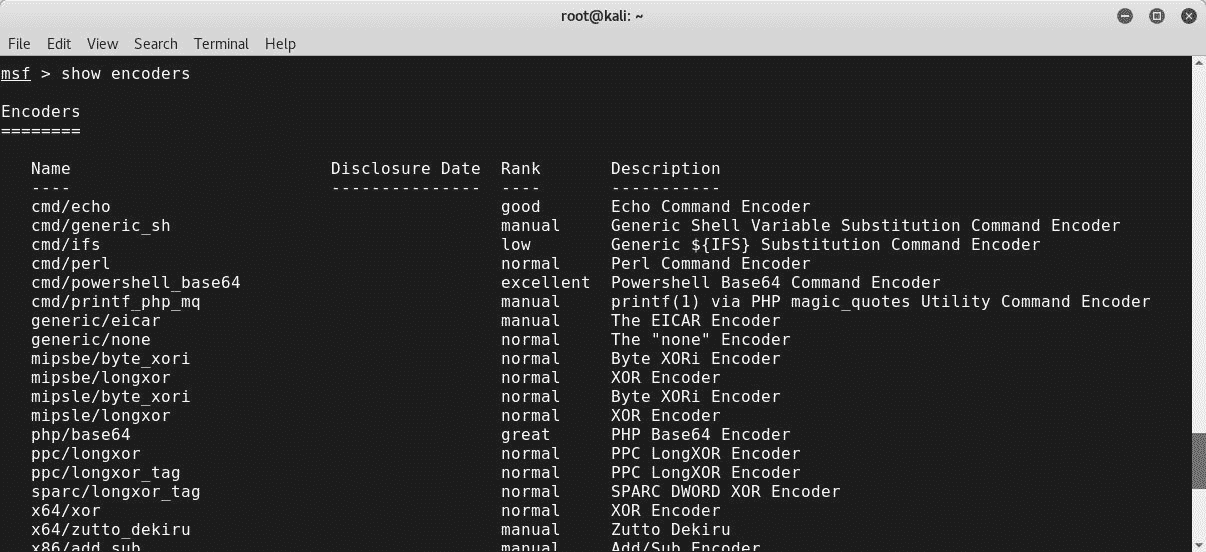 root@kali: ~
File Edit View Search Terminal Help
msf > show encoders
Encoders
========
Name Disclosure Date Rank Description
---- --------------- ---- -----------
cmd/echo good Echo Command Encoder
cmd/generic_sh manual Generic Shell Variable Substitution Command Encoder
cmd/ifs low Generic ${IFS} Substitution Command Encoder
cmd/perl normal Perl Command Encoder
cmd/powershell_base64 excellent Powershell Base64 Command Encoder
cmd/printf_php_mq manual printf(1) via PHP magic_quotes Utility Command Encoder
generic/eicar manual The EICAR Encoder
generic/none normal The "none" Encoder
mipsbe/byte_xori normal Byte XORi Encoder
mipsbe/longxor normal XOR Encoder
mipsle/byte_xori normal Byte XORi Encoder
mipsle/longxor normal XOR Encoder
php/base64 great PHP Base64 Encoder
ppc/longxor normal PPC LongXOR Encoder
ppc/longxor_tag normal PPC LongXOR Encoder
sparc/longxor_tag normal SPARC DWORD XOR Encoder
x64/xor normal XOR Encoder
x64/zutto_dekiru manual Zutto Dekiru
x86/add_sub manual Add/Sub Encoder